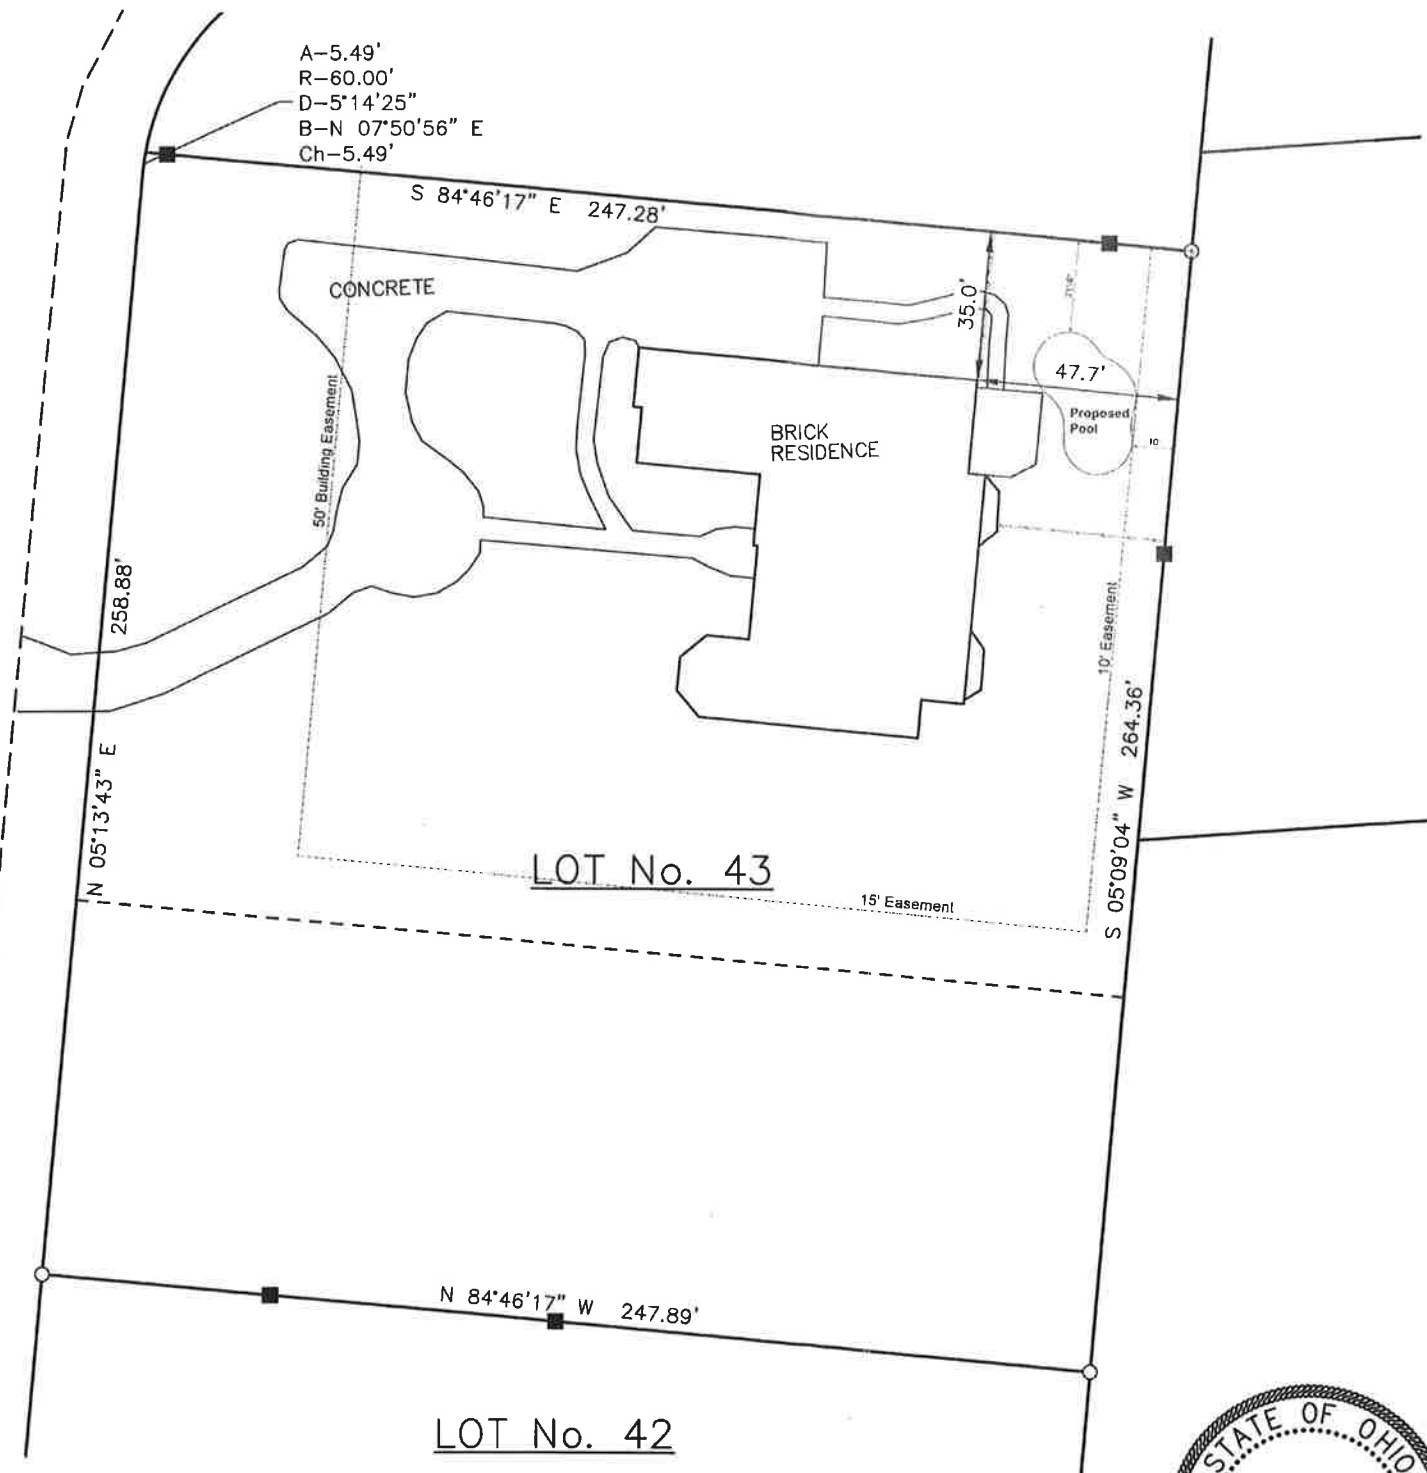 A-5.49'
R-60.00'
D-5°14'25"
B-N 07°50'56" E
Ch-5.49'
S 84°46'17" E 247.28'
CONCRETE
35.0'
47.7'
Proposed
Pool
10
BRICK
RESIDENCE
50' Building Easement
258.88'
N 05°13'43" E
10' Easement
S 05°09'04" W 264.36'
LOT No. 43
15' Easement
N 84°46'17" W 247.89'
LOT No. 42
STATE OF OHIO